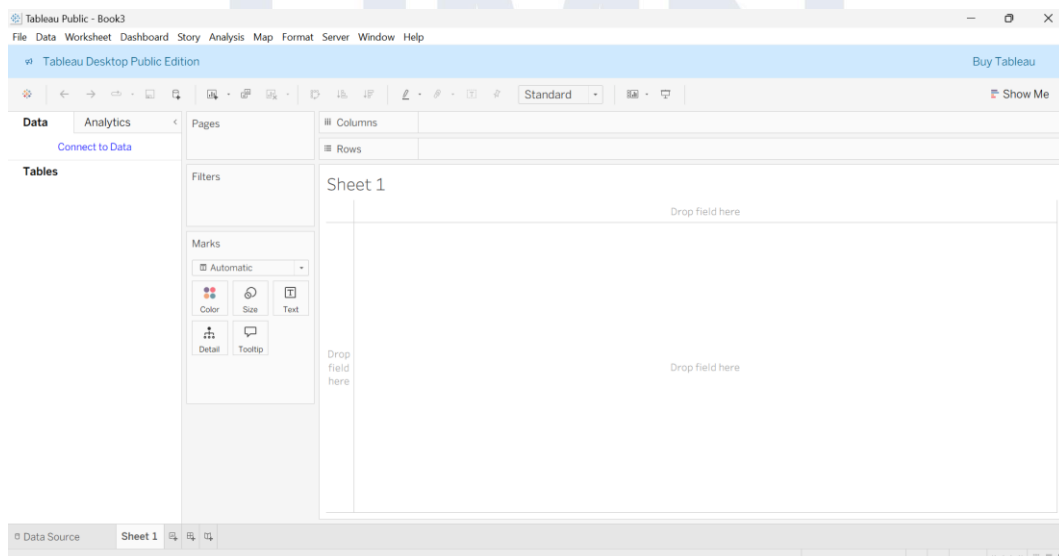 Tableau Public - Book3
File Data Worksheet Dashboard Story Analysis Map Format Server Window Help
Tableau Desktop Public Edition Buy Tableau
Standard Show Me
Data Analytics Pages Columns
Connect to Data Rows
Tables Filters Sheet 1
Drop field here
Marks
Automatic
Color Size Text
Detail Tooltip
Drop field here
Drop field here
Data Source Sheet 1